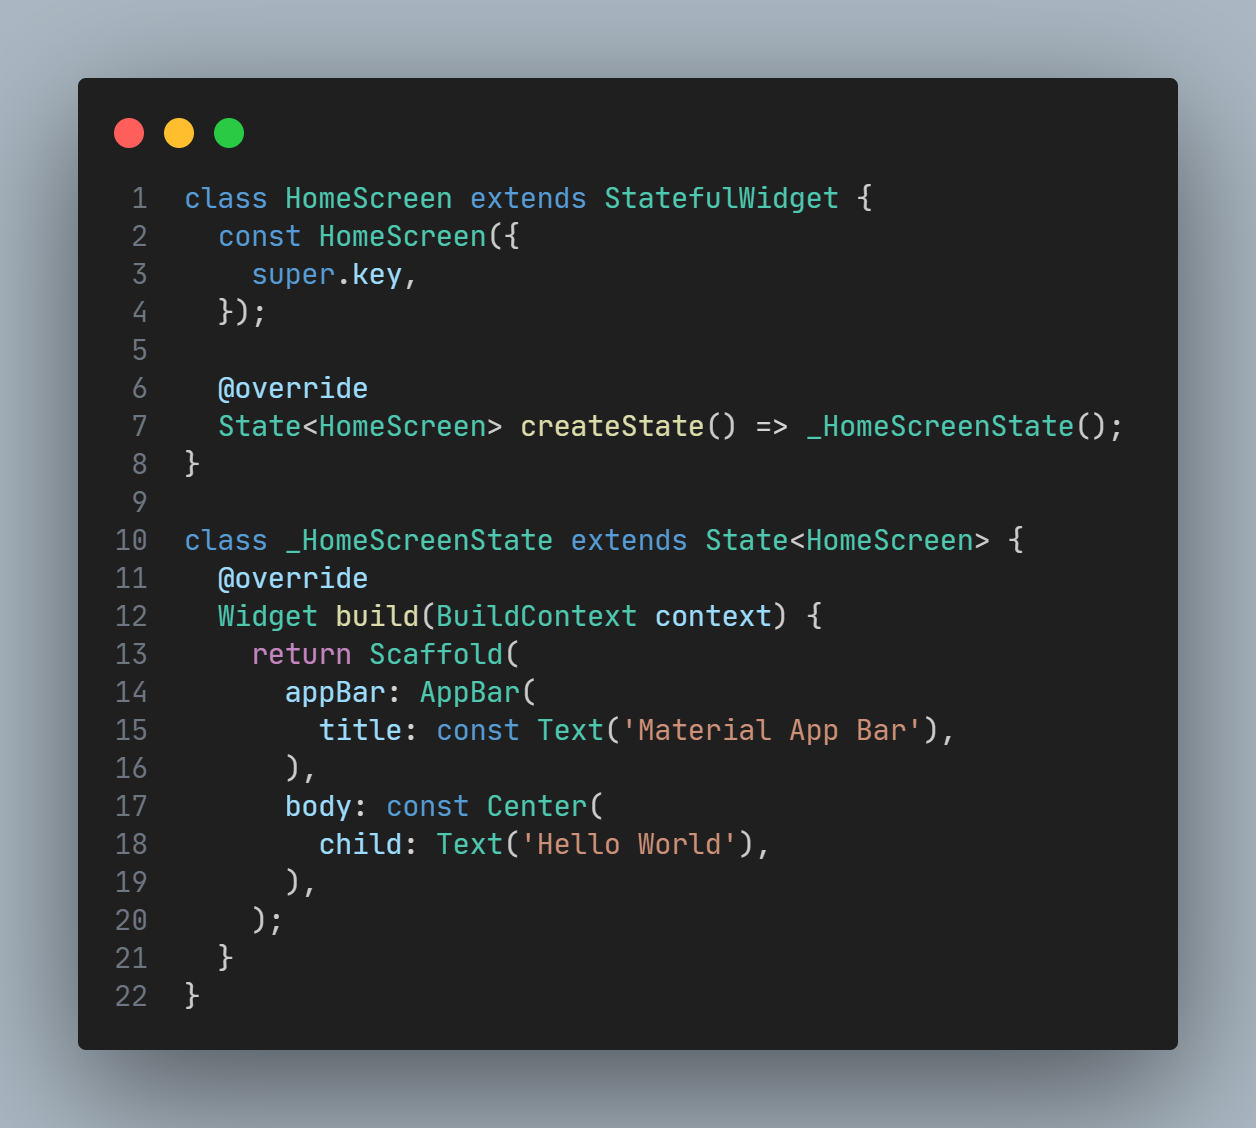 1 class HomeScreen extends StatefulWidget {
2   const HomeScreen({
3     super.key,
4   });
5
6   @override
7   State<HomeScreen> createState() => _HomeScreenState();
8 }
9
10 class _HomeScreenState extends State<HomeScreen> {
11   @override
12   Widget build(BuildContext context) {
13     return Scaffold(
14       appBar: AppBar(
15         title: const Text('Material App Bar'),
16       ),
17       body: const Center(
18         child: Text('Hello World'),
19       ),
20     );
21   }
22 }